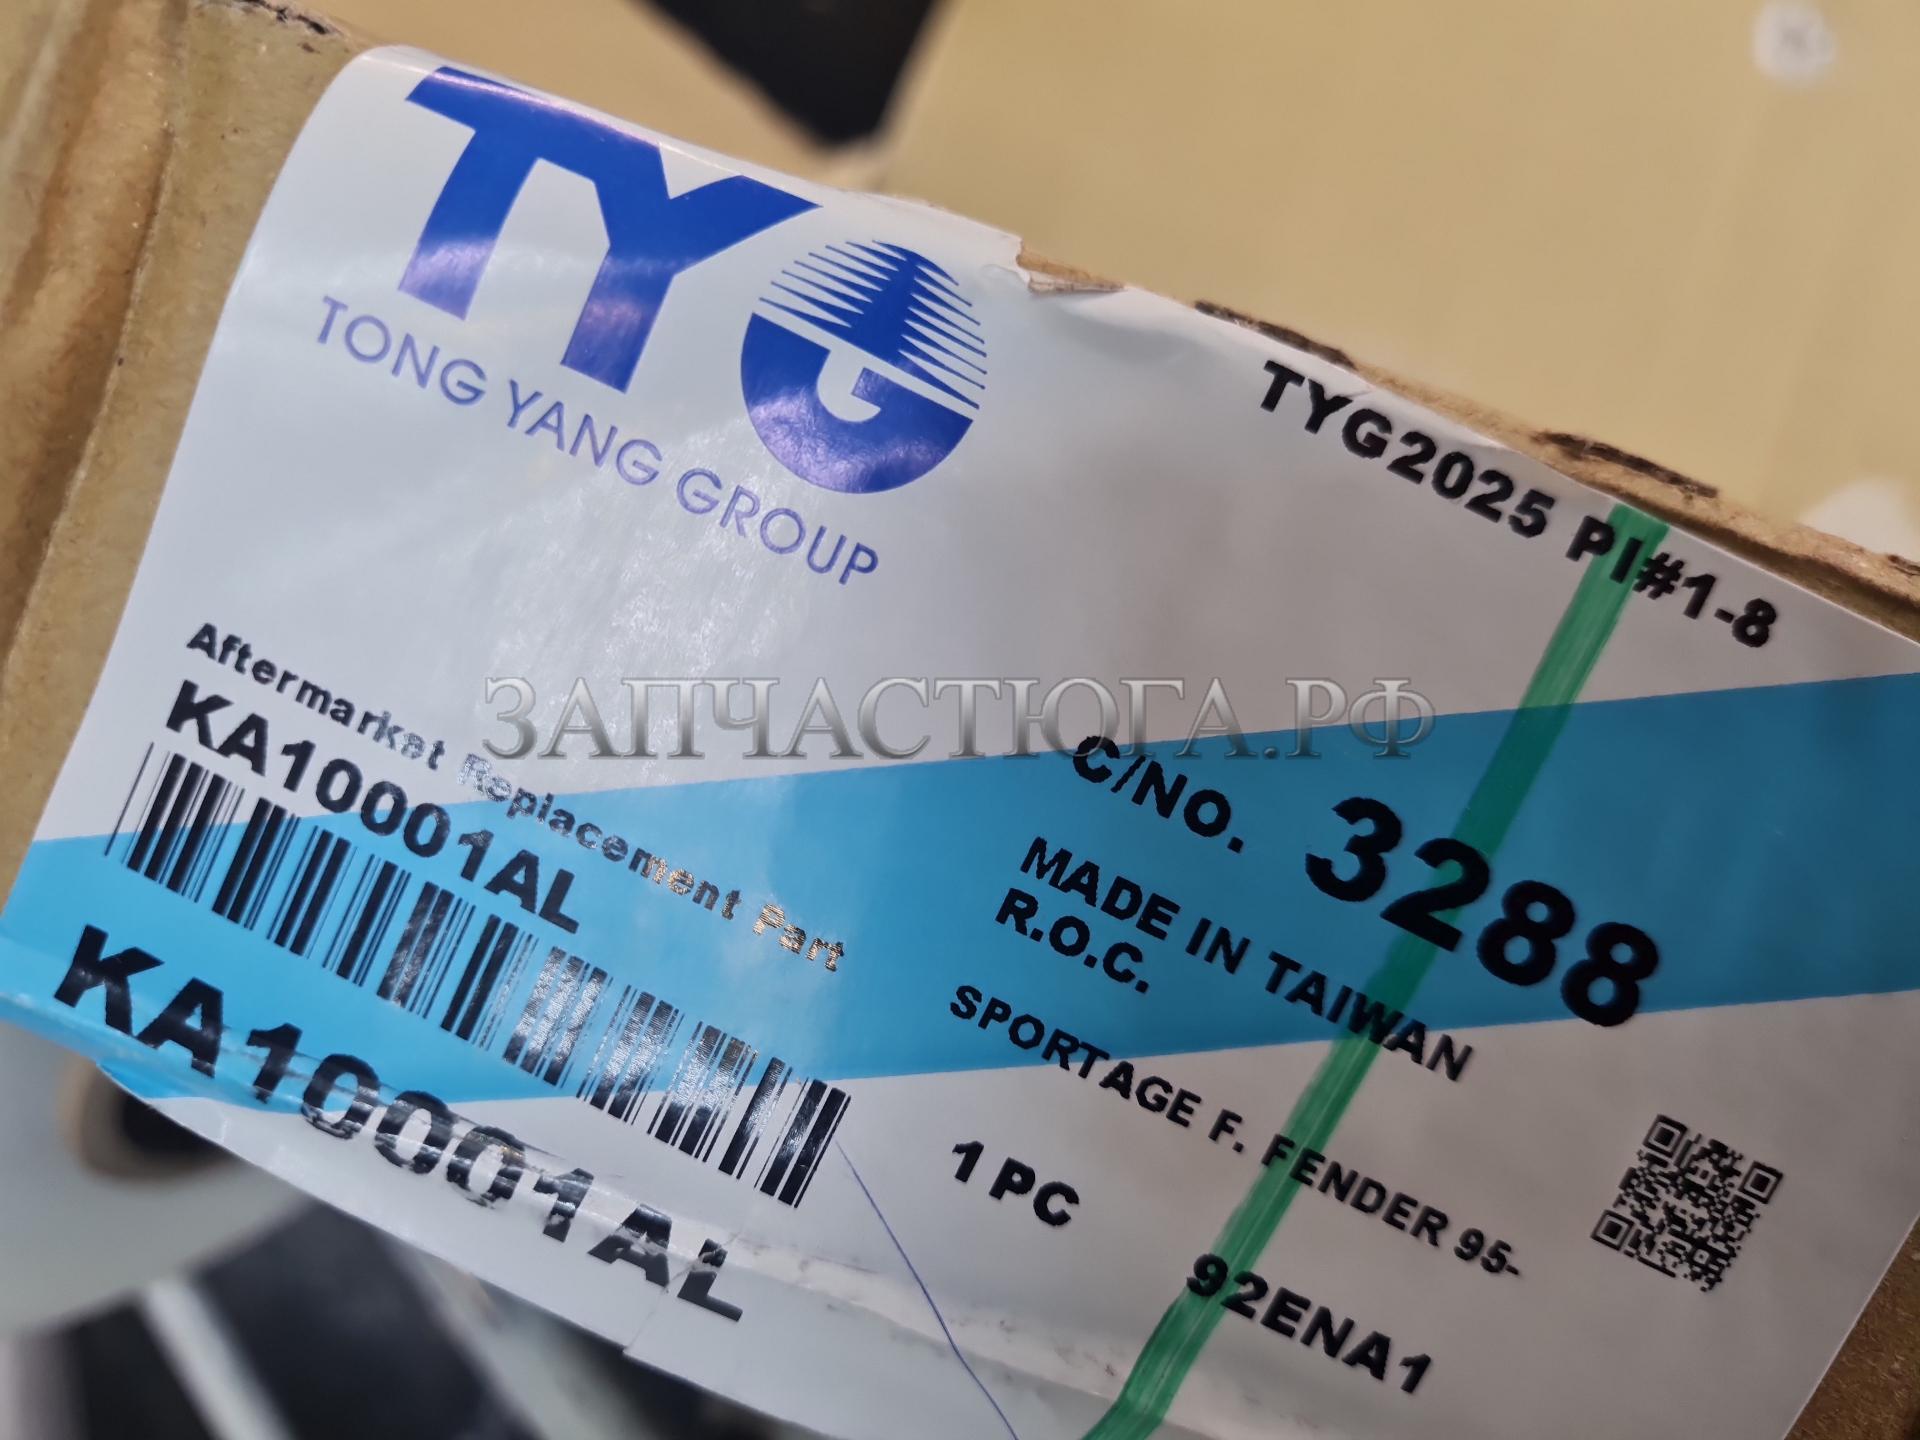 TYG
TONG YANG GROUP
TYG2025 PI#1-8
Aftermarket Replacement Part
KA10001AL
KA10001AL
C/NO. 3288
MADE IN TAIWAN
R.O.C.
SPORTAGE F. FENDER 95-
1 PC
92ENA1
ЗАПЧАСТЮГА.РФ